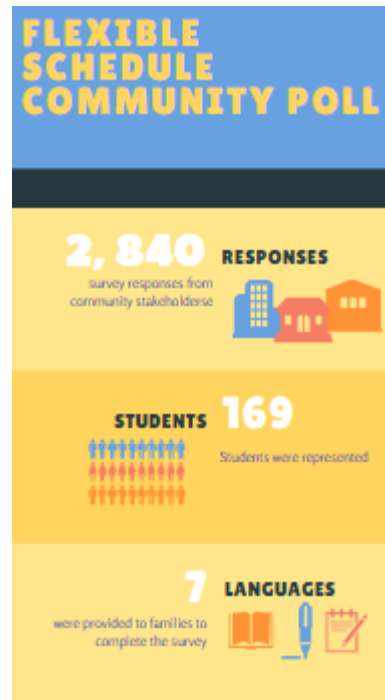 FLEXIBLE
SCHEDULE
COMMUNITY POLL
2, 840 RESPONSES
survey responses from
community stakeholderse
STUDENTS 169
Students were represented
7 LANGUAGES
were provided to families to
complete the survey